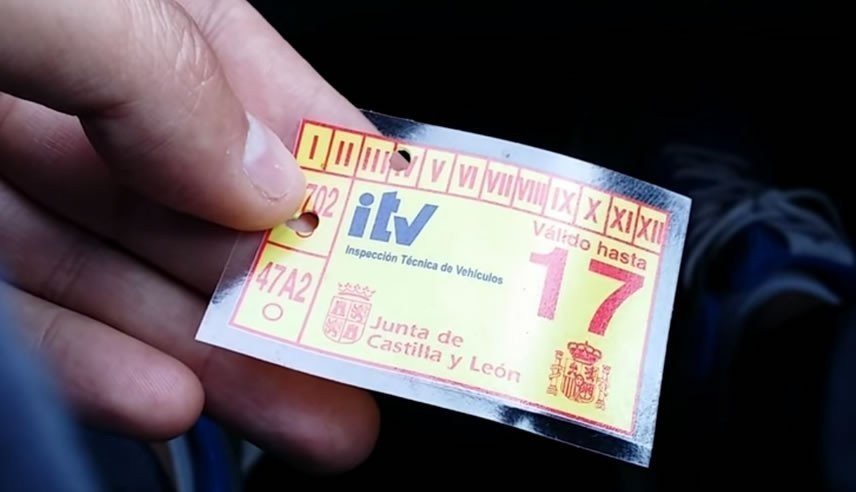 I II III IV V VI VII VIII IX X XI XII
702
itv
Válido hasta
Inspección Técnica de Vehículos
17
47A2
Junta de
Castilla y León